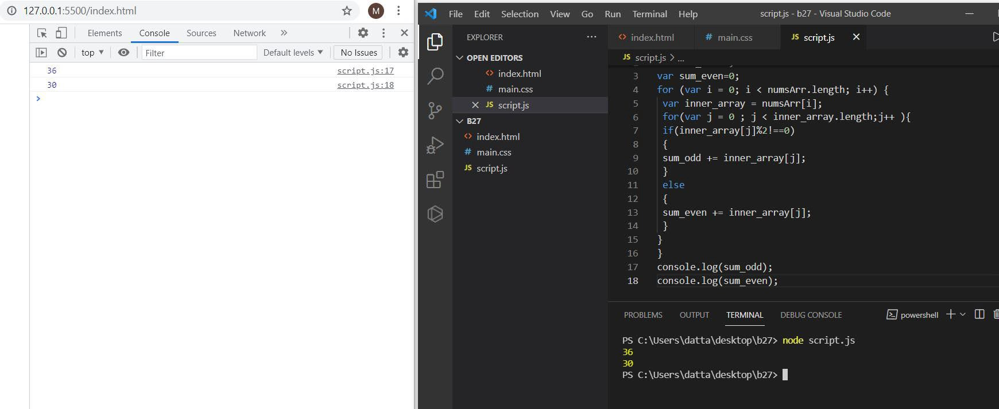 127.0.0.1:5500/index.html
M
Elements Console Sources Network »
top Filter Default levels No Issues
36 script.js:17
30 script.js:18
>
File Edit Selection View Go Run Terminal Help script.js - b27 - Visual Studio Code
EXPLORER ...
OPEN EDITORS
<> index.html
# main.css
JS script.js
B27
<> index.html
# main.css
JS script.js
<> index.html # main.css JS script.js
JS script.js > ...
3 var sum_even=0;
4 for (var i = 0; i < numsArr.length; i++) {
5 var inner_array = numsArr[i];
6 for(var j = 0 ; j < inner_array.length;j++ ){
7 if(inner_array[j]%2!==0)
8 {
9 sum_odd += inner_array[j];
10 }
11 else
12 {
13 sum_even += inner_array[j];
14 }
15 }
16 }
17 console.log(sum_odd);
18 console.log(sum_even);
PROBLEMS OUTPUT TERMINAL DEBUG CONSOLE powershell
PS C:\Users\datta\desktop\b27> node script.js
36
30
PS C:\Users\datta\desktop\b27>